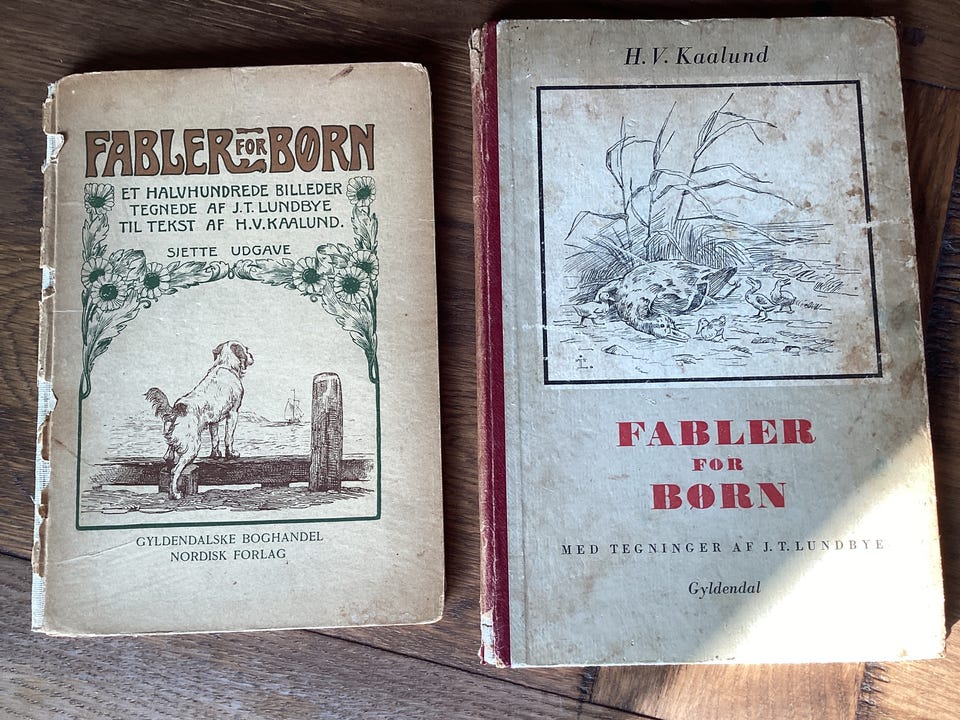 FABLER FOR BØRN
ET HALVHUNDREDE BILLEDER
TEGNEDE AF J.T. LUNDBYE
TIL TEKST AF H.V. KAALUND.
SJETTE UDGAVE
GYLDENDALSKE BOGHANDEL
NORDISK FORLAG
H. V. Kaalund
L.
FABLER
FOR
BØRN
MED TEGNINGER AF J. T. LUNDBYE
Gyldendal